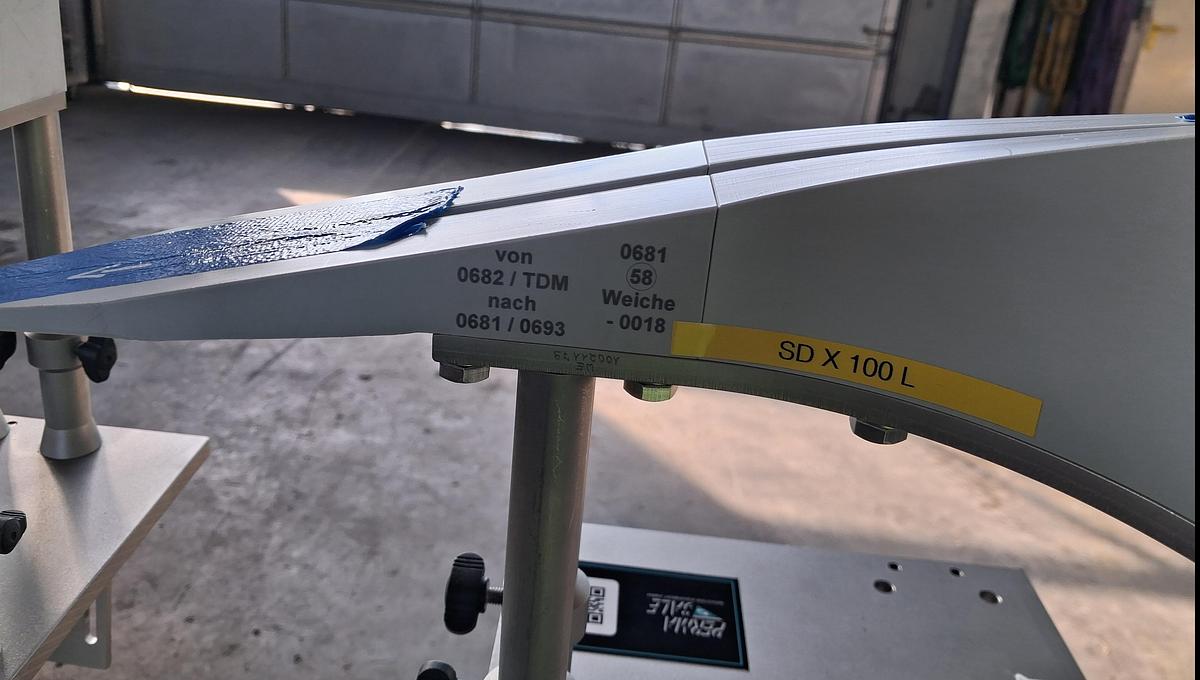 von
0682 / TDM
nach
0681 / 0693
0681
58
Weiche
- 0018
SD X 100 L